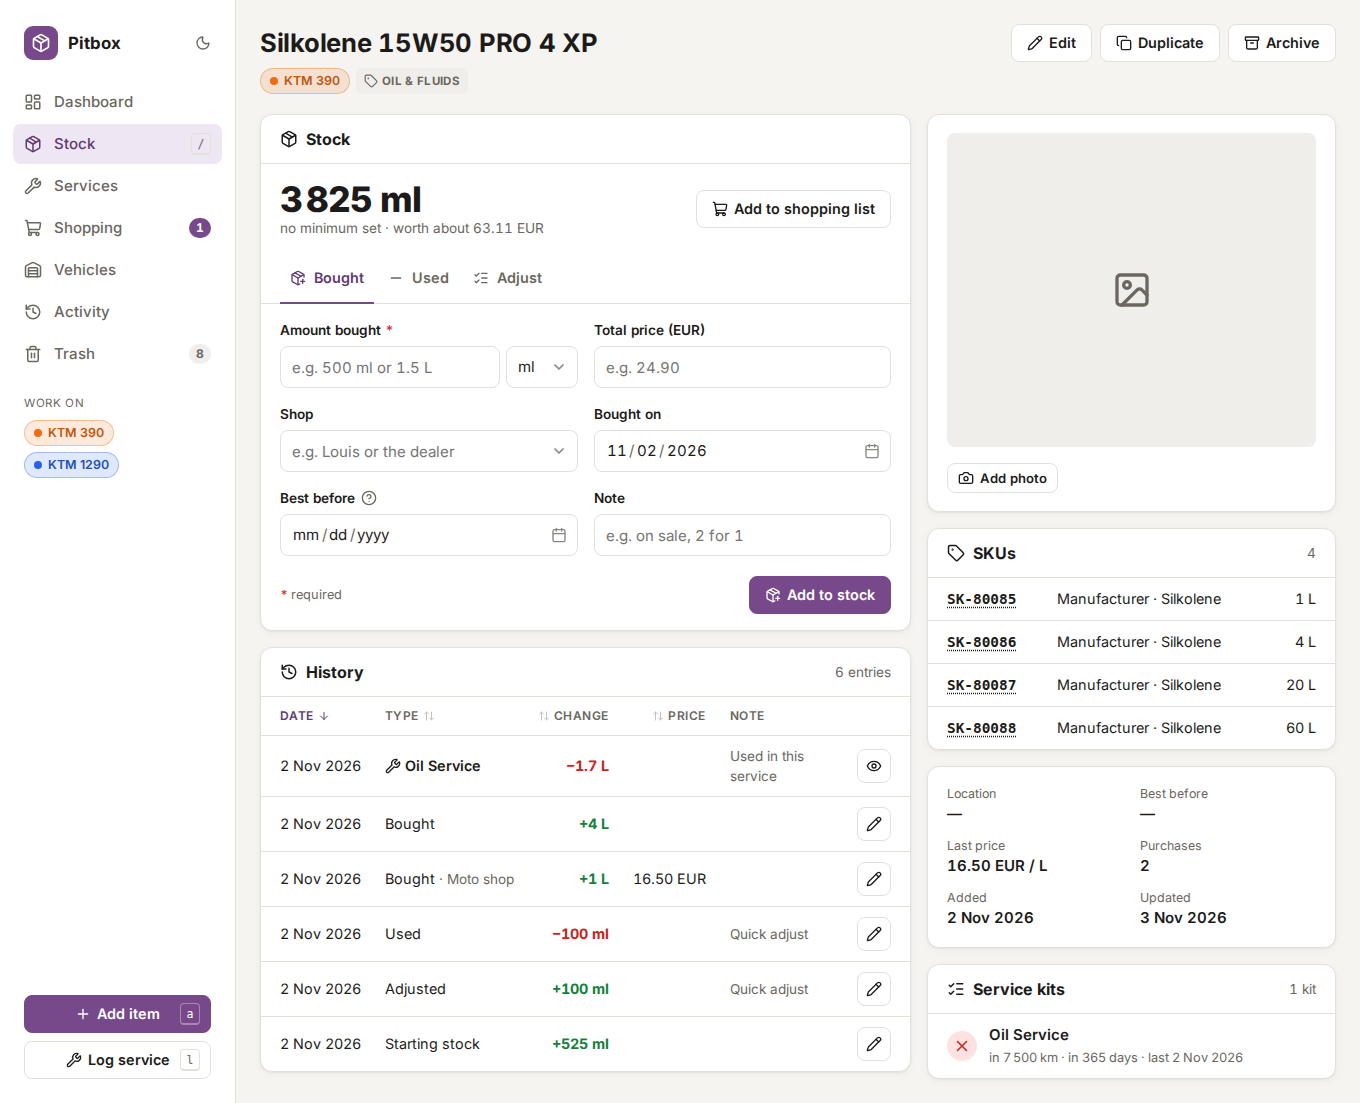 Pitbox
Dashboard
Stock /
Services
Shopping 1
Vehicles
Activity
Trash 8
WORK ON
KTM 390
KTM 1290
+ Add item a
Log service l
Silkolene 15W50 PRO 4 XP
KTM 390 OIL & FLUIDS
Edit Duplicate Archive
Stock
3 825 ml
no minimum set · worth about 63.11 EUR
Add to shopping list
Bought Used Adjust
Amount bought * Total price (EUR)
e.g. 500 ml or 1.5 L ml e.g. 24.90
Shop Bought on
e.g. Louis or the dealer 11/02/2026
Best before Note
mm/dd/yyyy e.g. on sale, 2 for 1
* required Add to stock
History 6 entries
DATE ↓ TYPE ↑↓ ↑↓ CHANGE ↑↓ PRICE NOTE
2 Nov 2026 Oil Service −1.7 L Used in this
service
2 Nov 2026 Bought +4 L
2 Nov 2026 Bought · Moto shop +1 L 16.50 EUR
2 Nov 2026 Used −100 ml Quick adjust
2 Nov 2026 Adjusted +100 ml Quick adjust
2 Nov 2026 Starting stock +525 ml
Add photo
SKUs 4
SK-80085 Manufacturer · Silkolene 1 L
SK-80086 Manufacturer · Silkolene 4 L
SK-80087 Manufacturer · Silkolene 20 L
SK-80088 Manufacturer · Silkolene 60 L
Location Best before
— —
Last price Purchases
16.50 EUR / L 2
Added Updated
2 Nov 2026 3 Nov 2026
Service kits 1 kit
Oil Service
in 7 500 km · in 365 days · last 2 Nov 2026